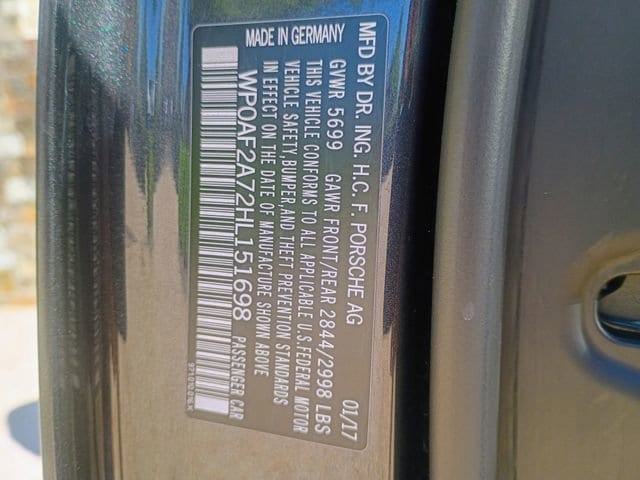 MFD BY DR. ING. H.C. F. PORSCHE AG 01/17
GVWR 5699 GAWR FRONT/REAR 2844/2998 LBS
THIS VEHICLE CONFORMS TO ALL APPLICABLE U.S.FEDERAL MOTOR
VEHICLE SAFETY,BUMPER,AND THEFT PREVENTION STANDARDS
IN EFFECT ON THE DATE OF MANUFACTURE SHOWN ABOVE
WP0AF2A72HL151698 PASSENGER CAR
MADE IN GERMANY